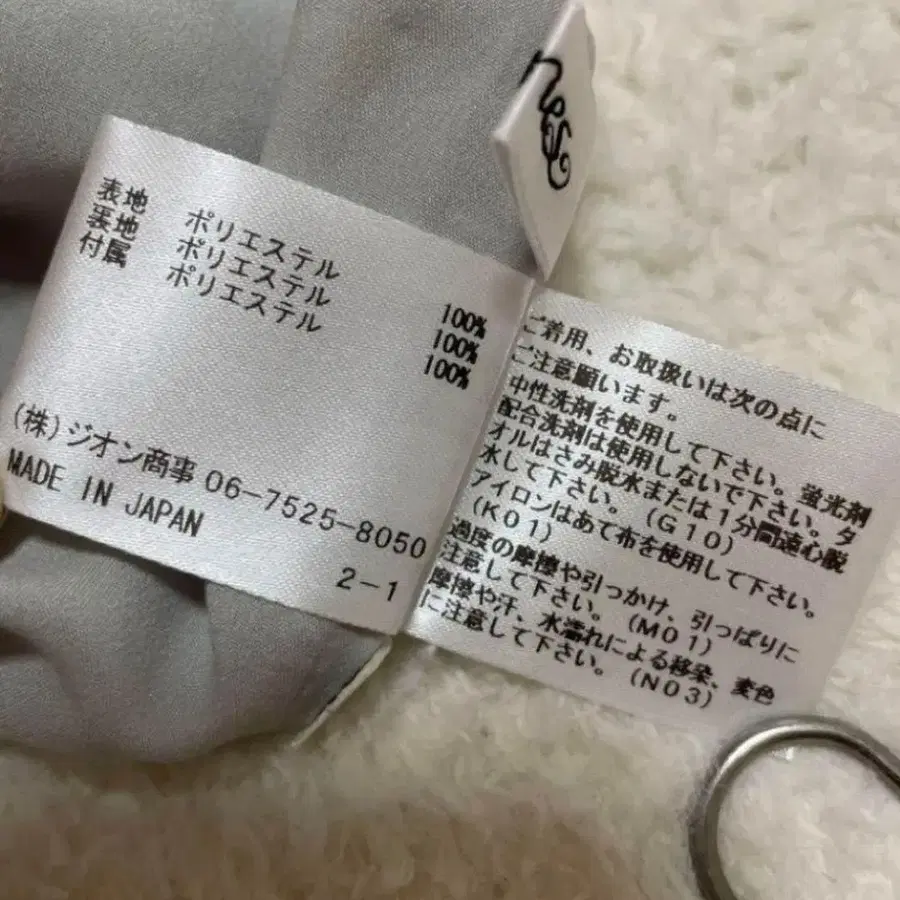 表地 ポリエステル 100%
裏地 ポリエステル 100%
付属 ポリエステル 100%
(株)ジオン商事 06-7525-8050
MADE IN JAPAN
2-1
ご着用、お取扱いは次の点に
ご注意願います。
中性洗剤を使用して下さい。蛍光剤
配合洗剤は使用しないで下さい。タ
オルはさみ脱水または1分間遠心脱
水して下さい。(G10)
アイロンはあて布を使用して下さい。
(K01)
過度の摩擦や引っかけ、引っぱりに
注意して下さい。(M01)
摩擦や汗、水濡れによる移染、変色
に注意して下さい。(N03)